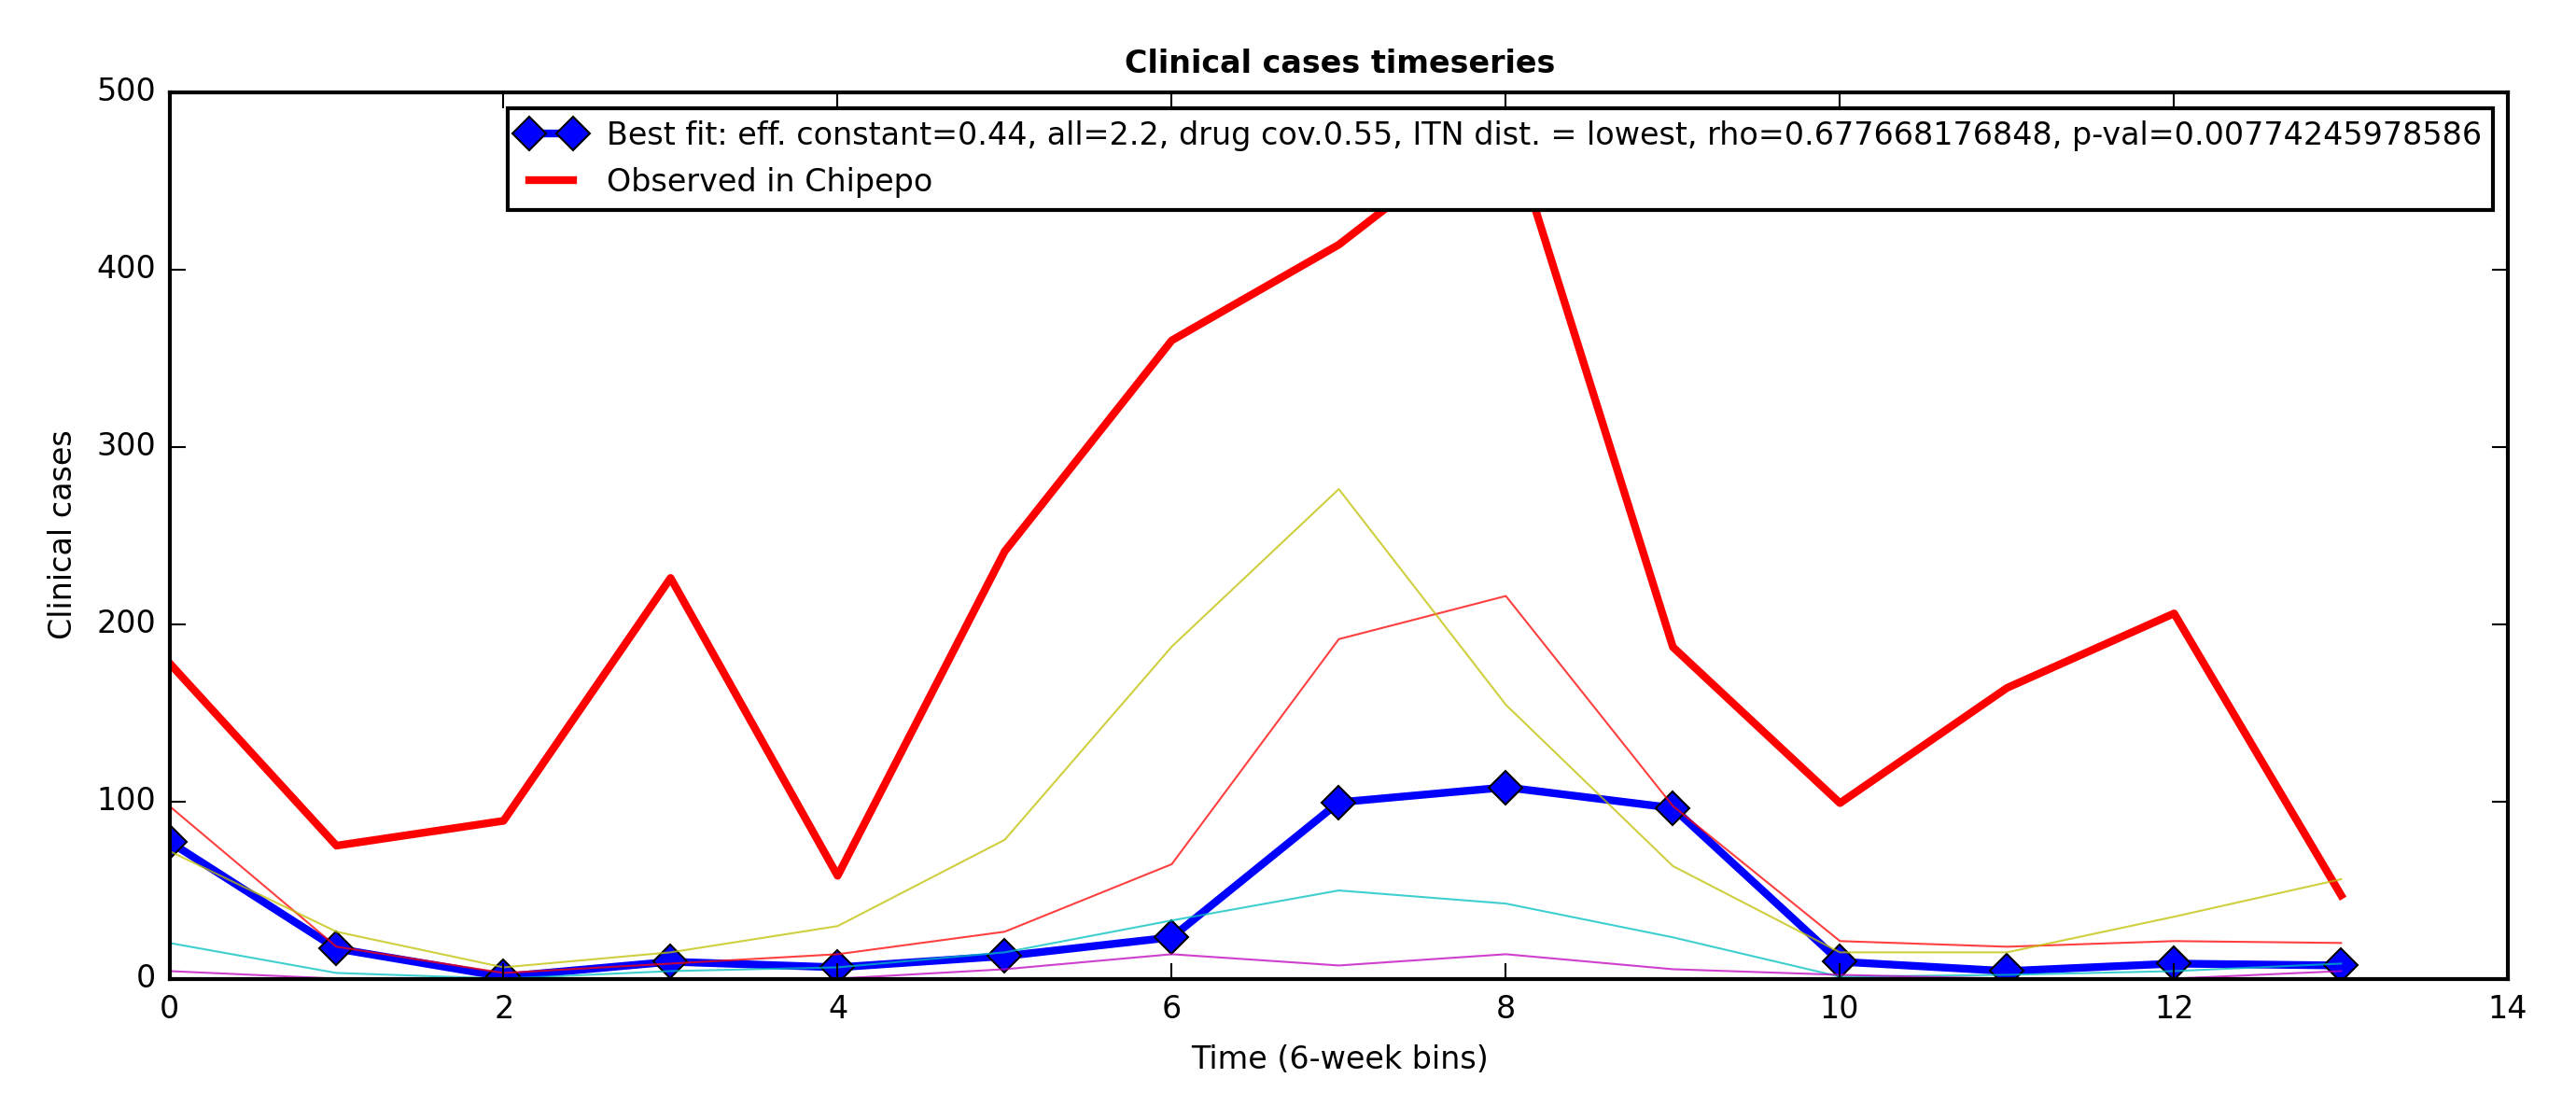 Clinical cases timeseries
500
400
300
200
100
0
Clinical cases
Best fit: eff. constant=0.44, all=2.2, drug cov.0.55, ITN dist. = lowest, rho=0.677668176848, p-val=0.00774245978586
Observed in Chipepo
0 2 4 6 8 10 12 14
Time (6-week bins)